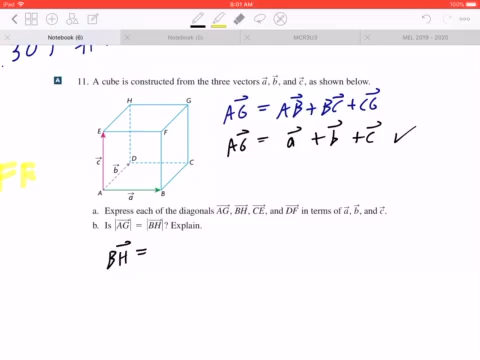 iPad
9:01 AM
100%
Notebook (6)
Notebook (5)
MCR3U3
MEL 2019 - 2020
A
11. A cube is constructed from the three vectors a⃗, b⃗, and c⃗, as shown below.
H G
E F
D C
A B
c⃗ b⃗ a⃗
AG⃗ = AB⃗ + BC⃗ + CG⃗
AG⃗ = a⃗ + b⃗ + c⃗ ✓
a. Express each of the diagonals AG⃗, BH⃗, CE⃗, and DF⃗ in terms of a⃗, b⃗, and c⃗.
b. Is |AG⃗| = |BH⃗|? Explain.
BH⃗ =